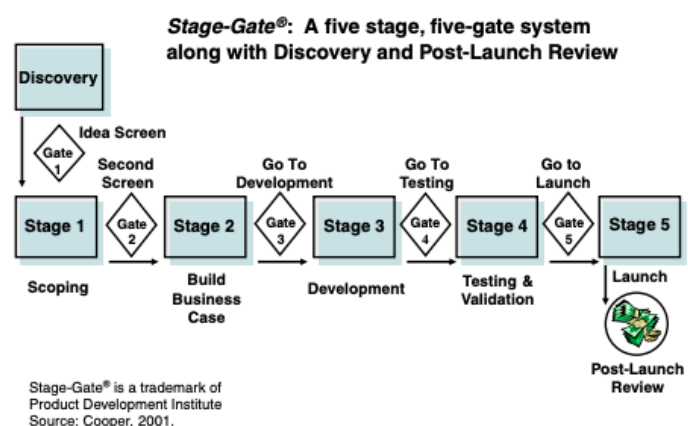 Stage-Gate®: A five stage, five-gate system
along with Discovery and Post-Launch Review
Discovery
Idea Screen
Gate
1
Second
Screen
Go To
Development
Go To
Testing
Go to
Launch
Stage 1
Gate
2
Stage 2
Gate
3
Stage 3
Gate
4
Stage 4
Gate
5
Stage 5
Scoping
Build
Business
Case
Development
Testing &
Validation
Launch
Post-Launch
Review
Stage-Gate® is a trademark of
Product Development Institute
Source: Cooper, 2001.